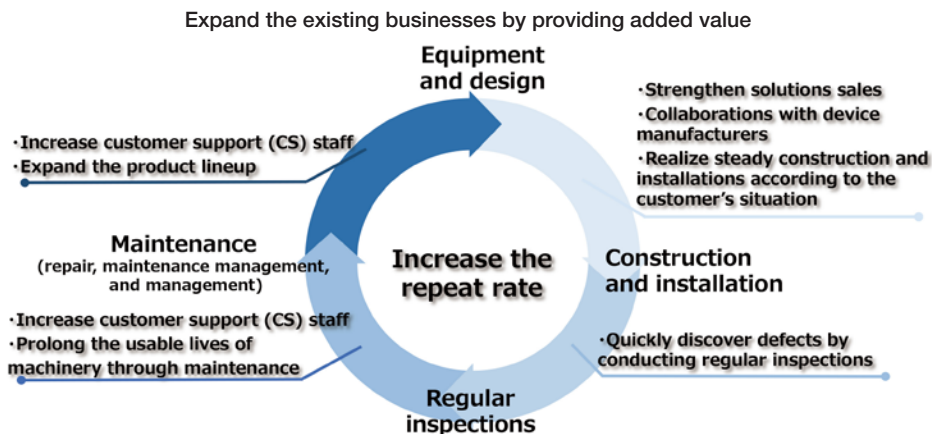 Expand the existing businesses by providing added value
Equipment
and design
・Strengthen solutions sales
・Collaborations with device
manufacturers
・Realize steady construction and
installations according to the
customer's situation
・Increase customer support (CS) staff
・Expand the product lineup
Maintenance
(repair, maintenance management,
and management)
Increase the
repeat rate
Construction
and installation
・Increase customer support (CS) staff
・Prolong the usable lives of
machinery through maintenance
・Quickly discover defects by
conducting regular inspections
Regular
inspections